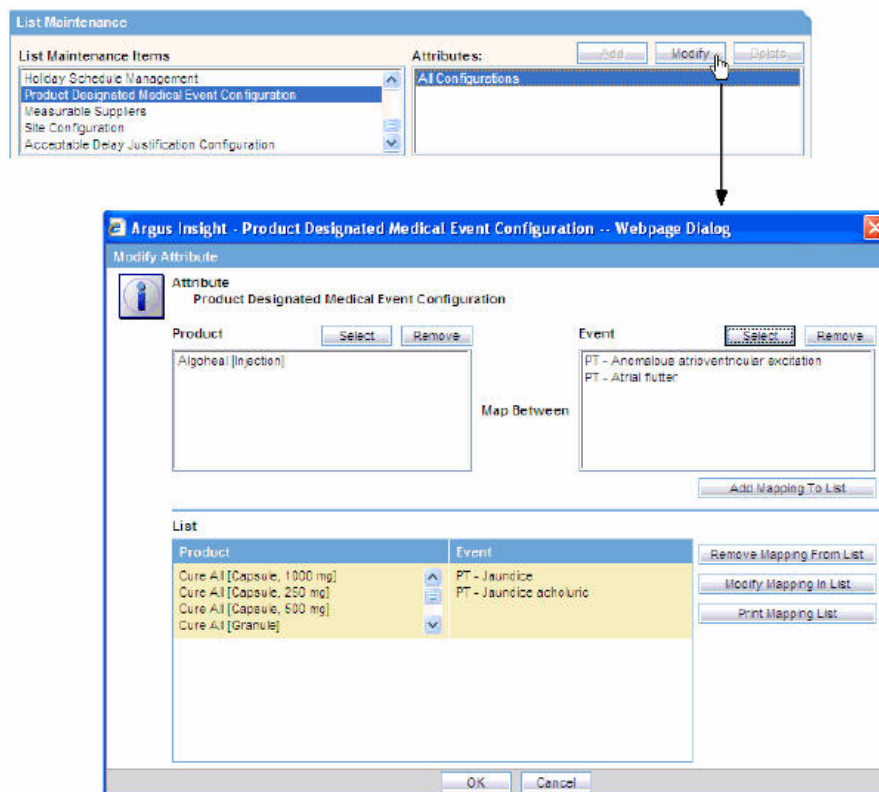 List Maintenance
List Maintenance Items
Attributes:
Add
Modify
Delete
Holiday Schedule Management
Product Designated Medical Event Configuration
Measurable Suppliers
Site Configuration
Acceptable Delay Justification Configuration
All Configurations
Argus Insight - Product Designated Medical Event Configuration -- Webpage Dialog
Modify Attribute
Attribute
Product Designated Medical Event Configuration
Product
Select
Remove
Event
Select
Remove
Algoheal [Injection]
PT - Anomalous atrioventricular excitation
PT - Atrial flutter
Map Between
Add Mapping To List
List
Product
Event
Cure All [Capsule, 1000 mg]
Cure All [Capsule, 250 mg]
Cure All [Capsule, 500 mg]
Cure All [Granule]
PT - Jaundice
PT - Jaundice acholuric
Remove Mapping From List
Modify Mapping In List
Print Mapping List
OK
Cancel